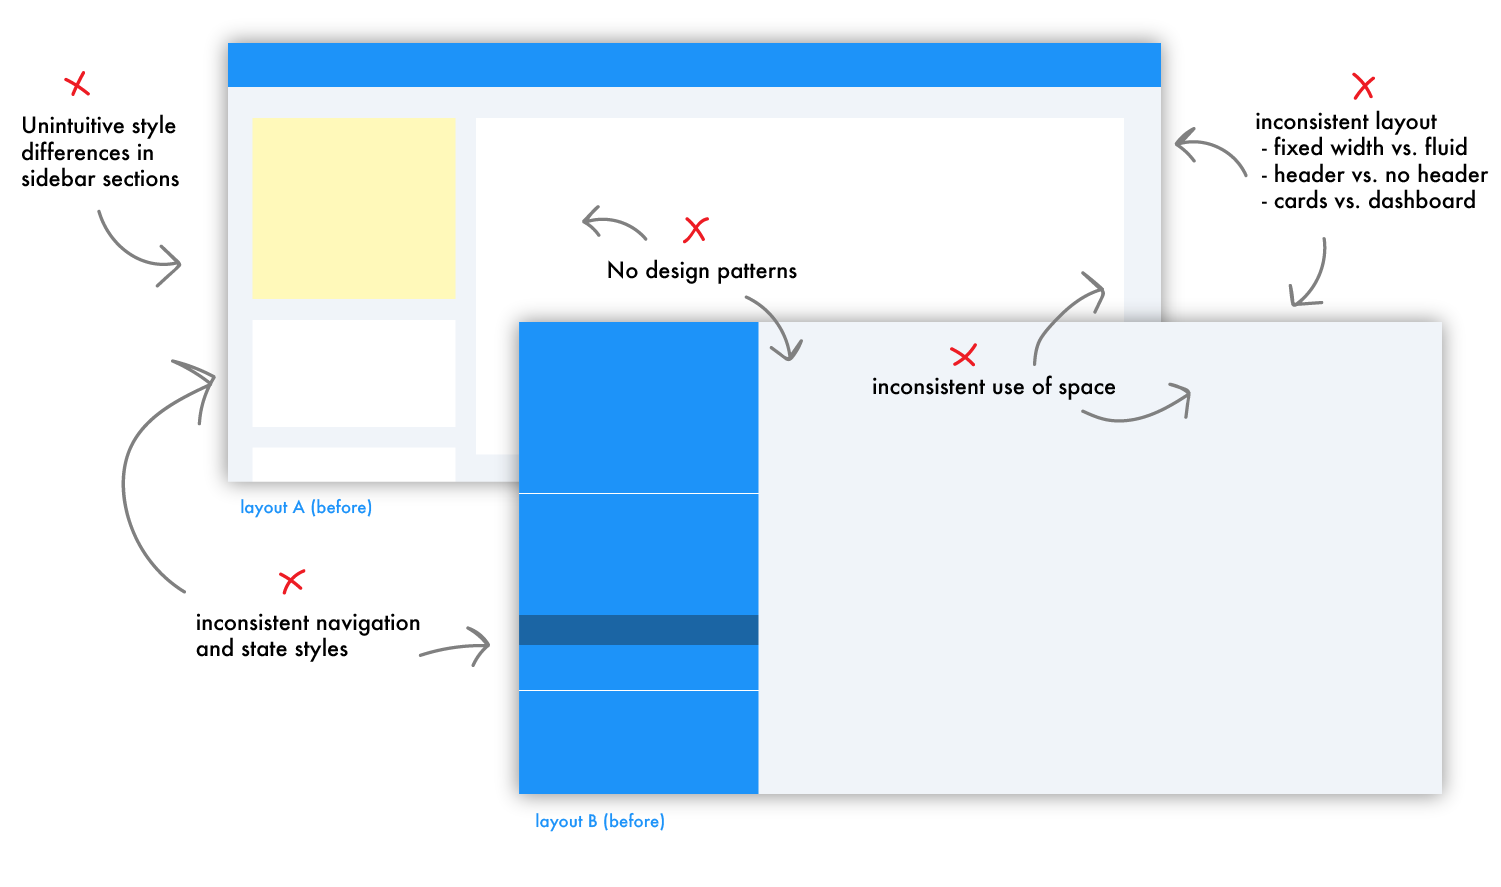 Unintuitive style
differences in
sidebar sections
inconsistent layout
- fixed width vs. fluid
- header vs. no header
- cards vs. dashboard
No design patterns
inconsistent use of space
layout A (before)
inconsistent navigation
and state styles
layout B (before)